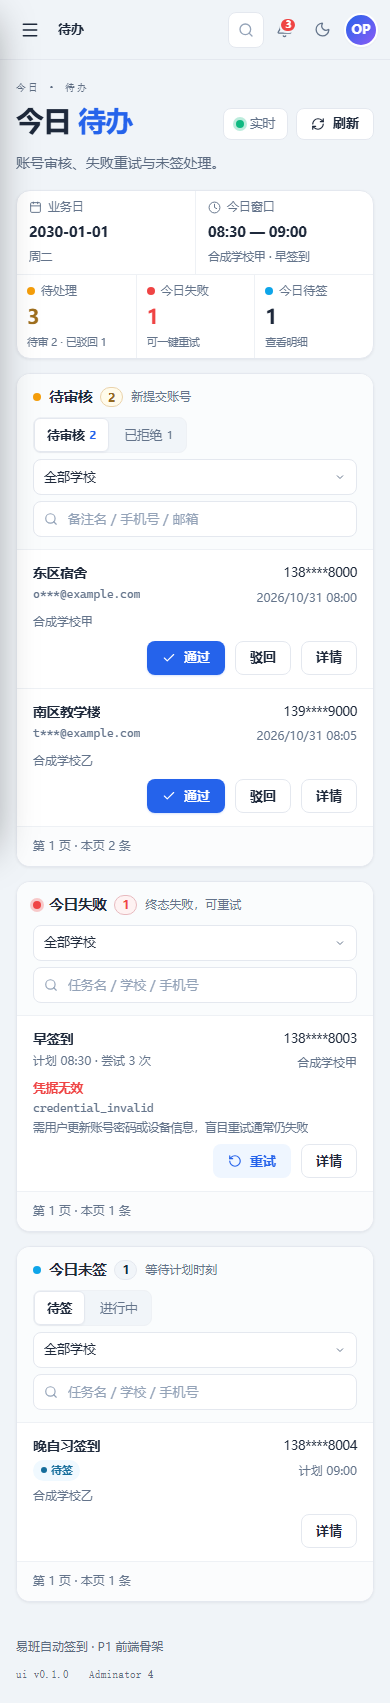 待办
3
OP
今日 · 待办
今日 待办
实时
刷新
账号审核、失败重试与未签处理。
业务日
2030-01-01
周二
今日窗口
08:30 — 09:00
合成学校甲 · 早签到
待处理
3
待审 2 · 已驳回 1
今日失败
1
可一键重试
今日待签
1
查看明细
待审核 2 新提交账号
待审核 2 已拒绝 1
全部学校
备注名 / 手机号 / 邮箱
东区宿舍 138****8000
o***@example.com 2026/10/31 08:00
合成学校甲
通过 驳回 详情
南区教学楼 139****9000
t***@example.com 2026/10/31 08:05
合成学校乙
通过 驳回 详情
第 1 页 · 本页 2 条
今日失败 1 终态失败，可重试
全部学校
任务名 / 学校 / 手机号
早签到 138****8003
计划 08:30 · 尝试 3 次 合成学校甲
凭据无效
credential_invalid
需用户更新账号密码或设备信息，盲目重试通常仍失败
重试 详情
第 1 页 · 本页 1 条
今日未签 1 等待计划时刻
待签 进行中
全部学校
任务名 / 学校 / 手机号
晚自习签到 138****8004
待签 计划 09:00
合成学校乙
详情
第 1 页 · 本页 1 条
易班自动签到 · P1 前端骨架
ui v0.1.0 Adminator 4